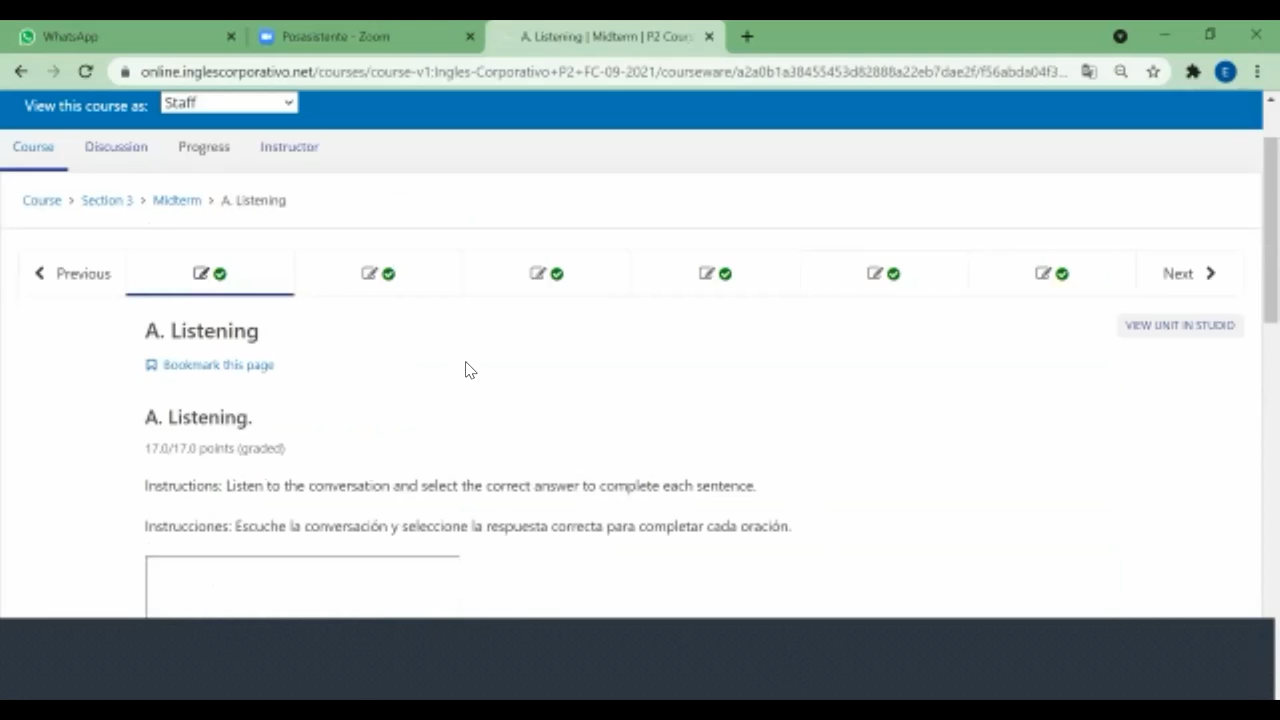 WhatsApp
Posasistente - Zoom
A. Listening | Midterm | P2 Cour
online.inglescorporativo.net/courses/course-v1:Ingles-Corporativo+P2+FC-09-2021/courseware/a2a0b1a38455453d82888a22eb7dae2f/f56abda04f3...
E
View this course as: Staff
Course Discussion Progress Instructor
Course > Section 3 > Midterm > A. Listening
Previous
Next
A. Listening
VIEW UNIT IN STUDIO
Bookmark this page
A. Listening.
17.0/17.0 points (graded)
Instructions: Listen to the conversation and select the correct answer to complete each sentence.
Instrucciones: Escuche la conversación y seleccione la respuesta correcta para completar cada oración.